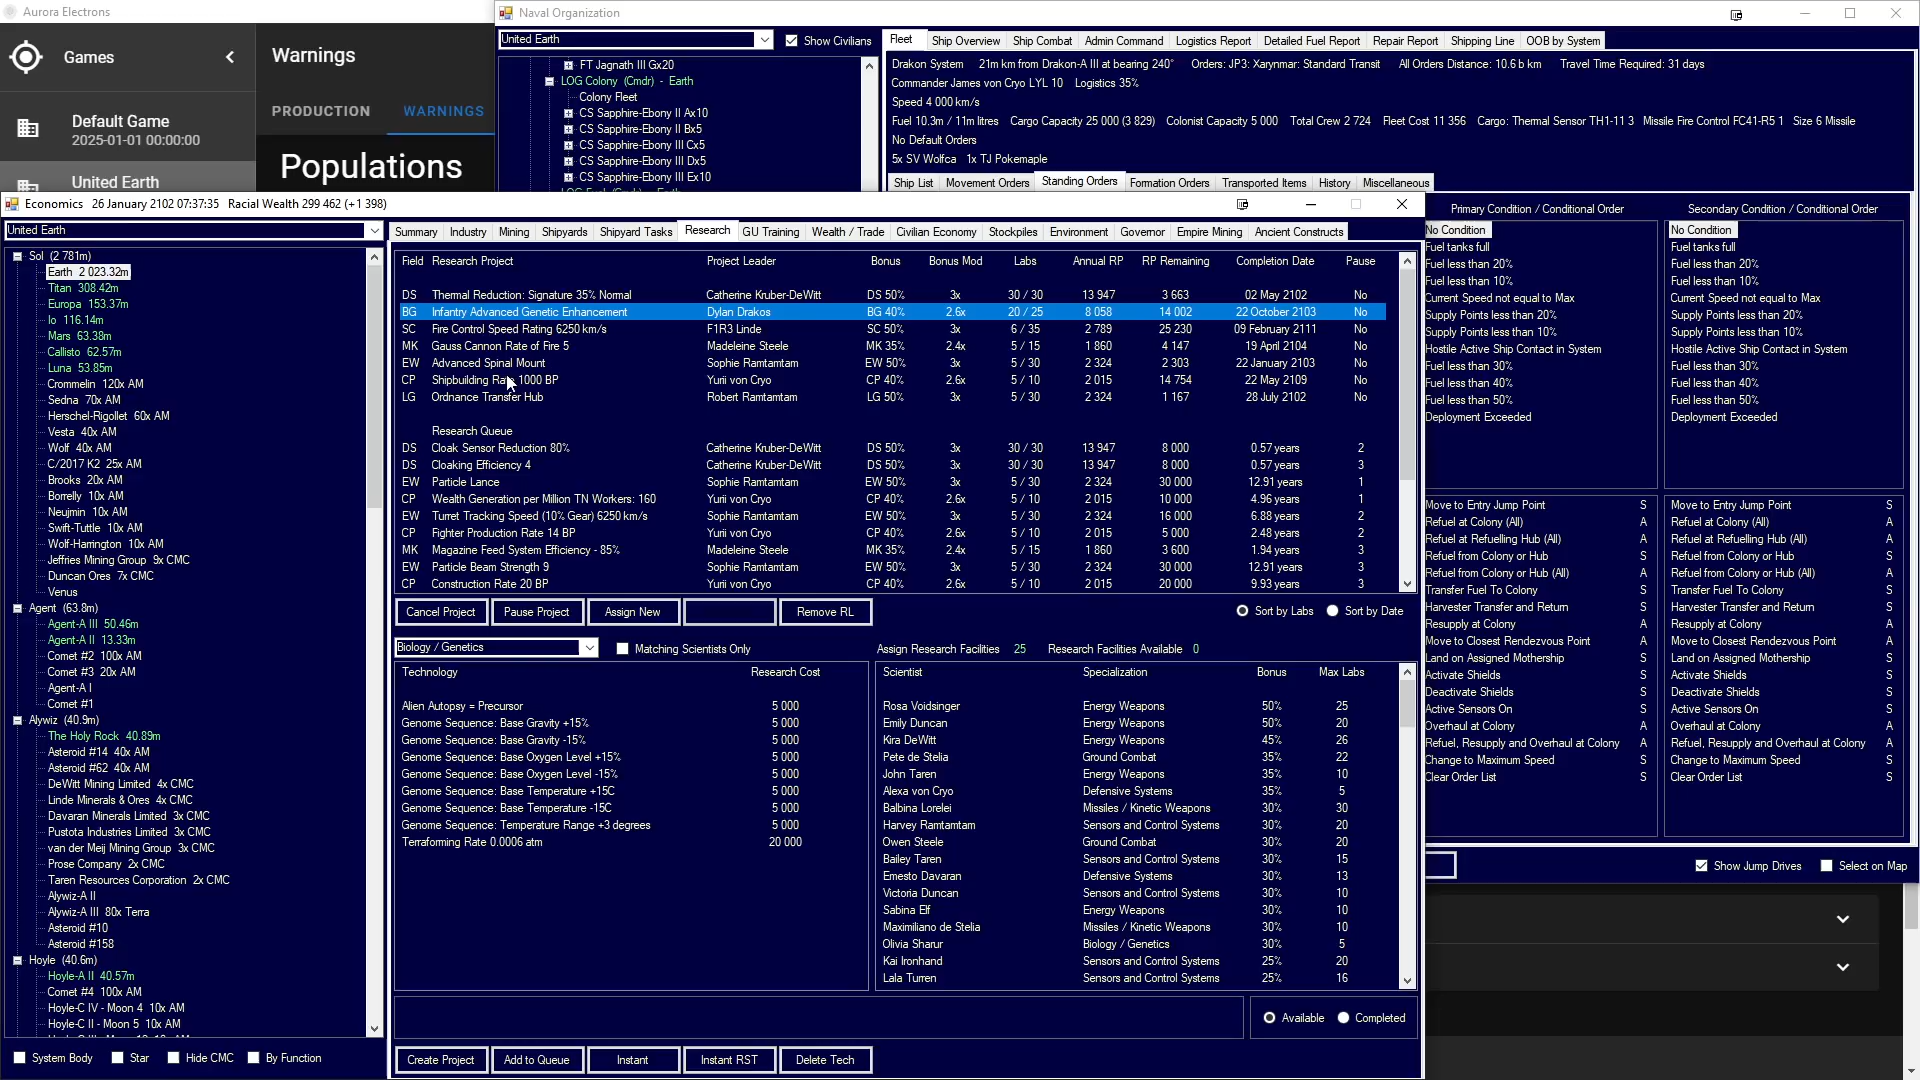 Aurora Electrons
Games
Default Game
2025-01-01 00:00:00
United Earth
Warnings
PRODUCTION WARNINGS
Populations
Naval Organization
United Earth
Show Civilians
FT Jagnath III Gx20
LOG Colony (Cmdr) - Earth
Colony Fleet
CS Sapphire-Ebony II Ax10
CS Sapphire-Ebony II Bx5
CS Sapphire-Ebony III Cx5
CS Sapphire-Ebony III Dx5
CS Sapphire-Ebony III Ex10
Fleet Ship Overview Ship Combat Admin Command Logistics Report Detailed Fuel Report Repair Report Shipping Line OOB by System
Drakon System 21m km from Drakon-A III at bearing 240° Orders: JP3: Xarynmar: Standard Transit All Orders Distance: 10.6 b km Travel Time Required: 31 days
Commander James von Cryo LYL 10 Logistics 35%
Speed 4 000 km/s
Fuel 10.3m / 11m litres Cargo Capacity 25 000 (3 829) Colonist Capacity 5 000 Total Crew 2 724 Fleet Cost 11 356 Cargo: Thermal Sensor TH1-11 3 Missile Fire Control FC41-R5 1 Size 6 Missile
No Default Orders
5x SV Wolfca 1x TJ Pokemaple
Ship List Movement Orders Standing Orders Formation Orders Transported Items History Miscellaneous
Economics 26 January 2102 07:37:35 Racial Wealth 299 462 (+1 398)
United Earth
Sol (2 781m)
Earth 2 023.32m
Titan 308.42m
Europa 153.37m
Io 116.14m
Mars 63.38m
Callisto 62.57m
Luna 53.85m
Crommelin 120x AM
Sedna 70x AM
Herschel-Rigollet 60x AM
Vesta 40x AM
Wolf 40x AM
C/2017 K2 25x AM
Brooks 20x AM
Borrelly 10x AM
Neujmin 10x AM
Swift-Tuttle 10x AM
Wolf-Harrington 10x AM
Jeffries Mining Group 9x CMC
Duncan Ores 7x CMC
Venus
Agent (63.8m)
Agent-A III 50.46m
Agent-A II 13.33m
Comet #2 100x AM
Comet #3 20x AM
Agent-A I
Comet #1
Alywiz (40.9m)
The Holy Rock 40.89m
Asteroid #14 40x AM
Asteroid #62 40x AM
DeWitt Mining Limited 4x CMC
Linde Minerals & Ores 4x CMC
Davaran Minerals Limited 3x CMC
Pustota Industries Limited 3x CMC
van der Meij Mining Group 3x CMC
Prose Company 2x CMC
Taren Resources Corporation 2x CMC
Alywiz-A II
Alywiz-A III 80x Terra
Asteroid #10
Asteroid #158
Hoyle (40.6m)
Hoyle-A II 40.57m
Comet #4 100x AM
Hoyle-C IV - Moon 4 10x AM
Hoyle-C II - Moon 5 10x AM
System Body Star Hide CMC By Function
Summary Industry Mining Shipyards Shipyard Tasks Research GU Training Wealth / Trade Civilian Economy Stockpiles Environment Governor Empire Mining Ancient Constructs
Field Research Project Project Leader Bonus Bonus Mod Labs Annual RP RP Remaining Completion Date Pause
DS Thermal Reduction: Signature 35% Normal Catherine Kruber-DeWitt DS 50% 3x 30 / 30 13 947 3 663 02 May 2102 No
BG Infantry Advanced Genetic Enhancement Dylan Drakos BG 40% 2.6x 20 / 25 8 058 14 002 22 October 2103 No
SC Fire Control Speed Rating 6250 km/s F1R3 Linde SC 50% 3x 6 / 35 2 789 25 230 09 February 2111 No
MK Gauss Cannon Rate of Fire 5 Madeleine Steele MK 35% 2.4x 5 / 15 1 860 4 147 19 April 2104 No
EW Advanced Spinal Mount Sophie Ramtamtam EW 50% 3x 5 / 30 2 324 2 303 22 January 2103 No
CP Shipbuilding Rate 1000 BP Yurii von Cryo CP 40% 2.6x 5 / 10 2 015 14 754 22 May 2109 No
LG Ordnance Transfer Hub Robert Ramtamtam LG 50% 3x 5 / 30 2 324 1 167 28 July 2102 No
Research Queue
DS Cloak Sensor Reduction 80% Catherine Kruber-DeWitt DS 50% 3x 30 / 30 13 947 8 000 0.57 years 2
DS Cloaking Efficiency 4 Catherine Kruber-DeWitt DS 50% 3x 30 / 30 13 947 8 000 0.57 years 3
EW Particle Lance Sophie Ramtamtam EW 50% 3x 5 / 30 2 324 30 000 12.91 years 1
CP Wealth Generation per Million TN Workers: 160 Yurii von Cryo CP 40% 2.6x 5 / 10 2 015 10 000 4.96 years 1
EW Turret Tracking Speed (10% Gear) 6250 km/s Sophie Ramtamtam EW 50% 3x 5 / 30 2 324 16 000 6.88 years 2
CP Fighter Production Rate 14 BP Yurii von Cryo CP 40% 2.6x 5 / 10 2 015 5 000 2.48 years 2
MK Magazine Feed System Efficiency - 85% Madeleine Steele MK 35% 2.4x 5 / 15 1 860 3 600 1.94 years 3
EW Particle Beam Strength 9 Sophie Ramtamtam EW 50% 3x 5 / 30 2 324 30 000 12.91 years 3
CP Construction Rate 20 BP Yurii von Cryo CP 40% 2.6x 5 / 10 2 015 20 000 9.93 years 3
Cancel Project Pause Project Assign New Remove RL Sort by Labs Sort by Date
Biology / Genetics Matching Scientists Only Assign Research Facilities 25 Research Facilities Available 0
Technology Research Cost
Alien Autopsy = Precursor 5 000
Genome Sequence: Base Gravity +15% 5 000
Genome Sequence: Base Gravity -15% 5 000
Genome Sequence: Base Oxygen Level +15% 5 000
Genome Sequence: Base Oxygen Level -15% 5 000
Genome Sequence: Base Temperature +15C 5 000
Genome Sequence: Base Temperature -15C 5 000
Genome Sequence: Temperature Range +3 degrees 5 000
Terraforming Rate 0.0006 atm 20 000
Scientist Specialization Bonus Max Labs
Rosa Voidsinger Energy Weapons 50% 25
Emily Duncan Energy Weapons 50% 20
Kira DeWitt Energy Weapons 45% 26
Pete de Stelia Ground Combat 35% 22
John Taren Energy Weapons 35% 10
Alexa von Cryo Defensive Systems 35% 5
Balbina Lorelei Missiles / Kinetic Weapons 30% 30
Harvey Ramtamtam Sensors and Control Systems 30% 20
Owen Steele Ground Combat 30% 20
Bailey Taren Sensors and Control Systems 30% 15
Ernesto Davaran Defensive Systems 30% 13
Victoria Duncan Sensors and Control Systems 30% 10
Sabina Elf Energy Weapons 30% 10
Maximiliano de Stelia Missiles / Kinetic Weapons 30% 10
Olivia Sharur Biology / Genetics 30% 5
Kai Ironhand Sensors and Control Systems 25% 20
Lala Turren Sensors and Control Systems 25% 16
Available Completed
Create Project Add to Queue Instant Instant RST Delete Tech
Primary Condition / Conditional Order
No Condition
Fuel tanks full
Fuel less than 20%
Fuel less than 10%
Current Speed not equal to Max
Supply Points less than 20%
Supply Points less than 10%
Hostile Active Ship Contact in System
Fuel less than 30%
Fuel less than 40%
Fuel less than 50%
Deployment Exceeded
Move to Entry Jump Point S
Refuel at Colony (All) A
Refuel at Refuelling Hub (All) A
Refuel from Colony or Hub S
Refuel from Colony or Hub (All) A
Transfer Fuel To Colony S
Harvester Transfer and Return S
Resupply at Colony A
Move to Closest Rendezvous Point A
Land on Assigned Mothership S
Activate Shields S
Deactivate Shields S
Active Sensors On S
Overhaul at Colony A
Refuel, Resupply and Overhaul at Colony A
Change to Maximum Speed S
Clear Order List S
Secondary Condition / Conditional Order
No Condition
Fuel tanks full
Fuel less than 20%
Fuel less than 10%
Current Speed not equal to Max
Supply Points less than 20%
Supply Points less than 10%
Hostile Active Ship Contact in System
Fuel less than 30%
Fuel less than 40%
Fuel less than 50%
Deployment Exceeded
Move to Entry Jump Point S
Refuel at Colony (All) A
Refuel at Refuelling Hub (All) A
Refuel from Colony or Hub S
Refuel from Colony or Hub (All) A
Transfer Fuel To Colony S
Harvester Transfer and Return S
Resupply at Colony A
Move to Closest Rendezvous Point A
Land on Assigned Mothership S
Activate Shields S
Deactivate Shields S
Active Sensors On S
Overhaul at Colony A
Refuel, Resupply and Overhaul at Colony A
Change to Maximum Speed S
Clear Order List S
Show Jump Drives Select on Map